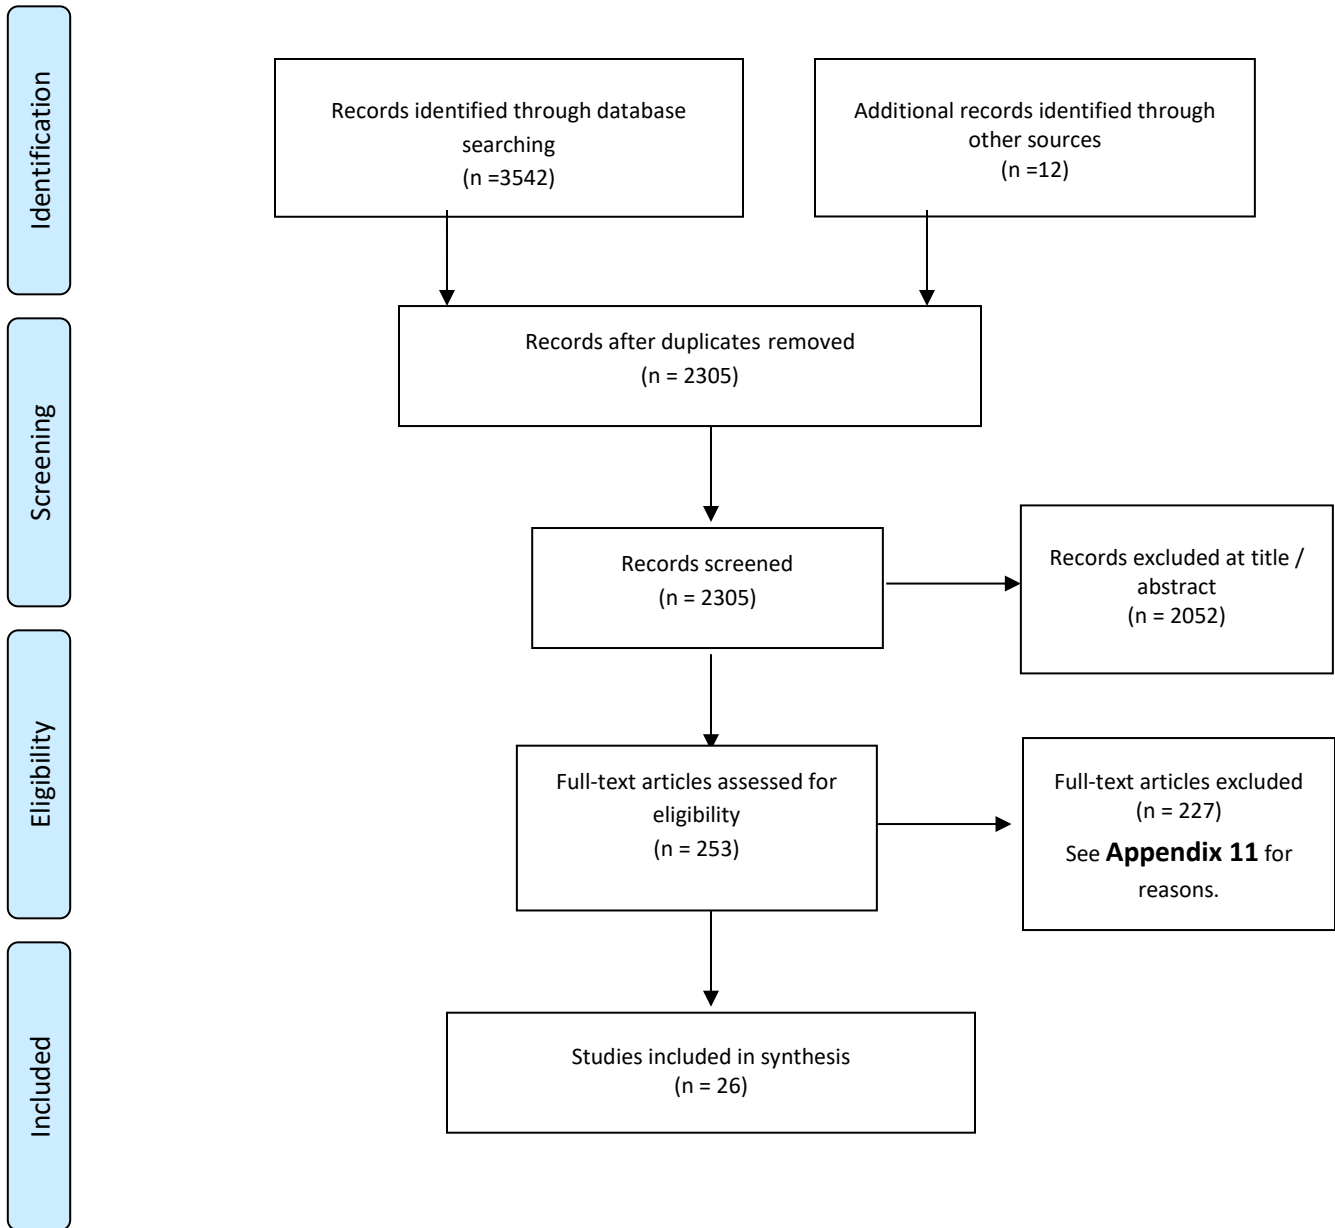 Identification
Records identified through database
searching
(n =3542)
Additional records identified through
other sources
(n =12)
Records after duplicates removed
(n = 2305)
Screening
Records screened
(n = 2305)
Records excluded at title /
abstract
(n = 2052)
Eligibility
Full-text articles assessed for
eligibility
(n = 253)
Full-text articles excluded
(n = 227)
See Appendix 11 for
reasons.
Included
Studies included in synthesis
(n = 26)